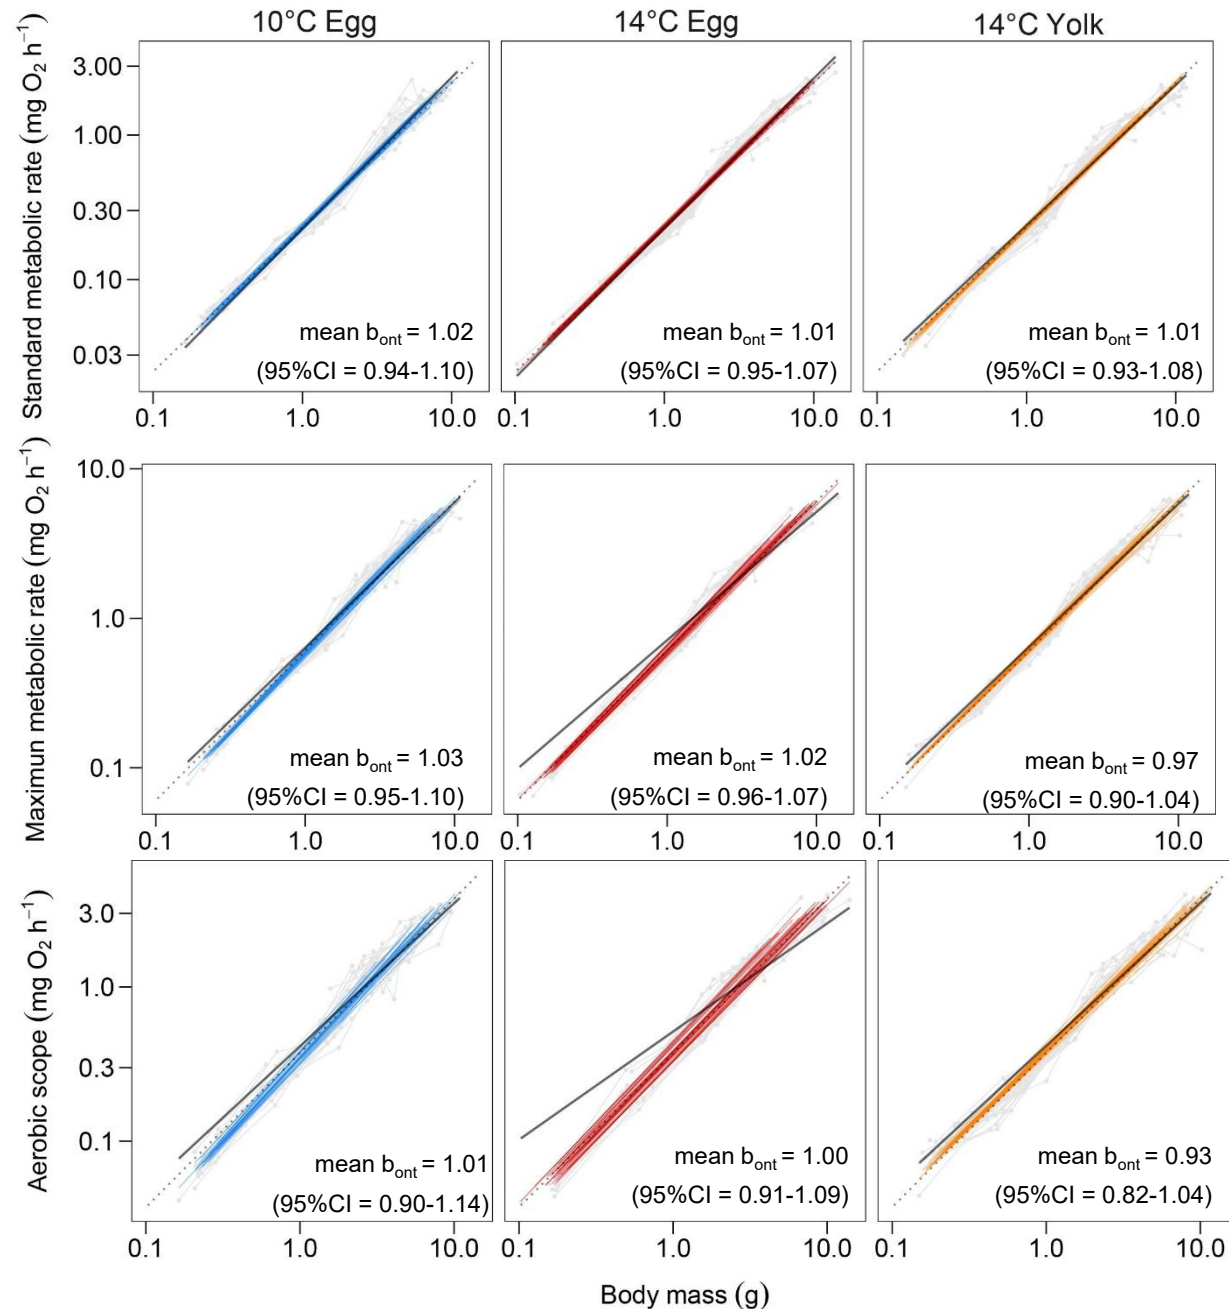 10°C Egg
14°C Egg
14°C Yolk
Standard metabolic rate (mg O₂ h⁻¹)
3.00
1.00
0.30
0.10
0.03
mean bₒₙₜ = 1.02
(95%CI = 0.94-1.10)
mean bₒₙₜ = 1.01
(95%CI = 0.95-1.07)
mean bₒₙₜ = 1.01
(95%CI = 0.93-1.08)
0.1 1.0 10.0
0.1 1.0 10.0
0.1 1.0 10.0
Maximun metabolic rate (mg O₂ h⁻¹)
10.0
1.0
0.1
mean bₒₙₜ = 1.03
(95%CI = 0.95-1.10)
mean bₒₙₜ = 1.02
(95%CI = 0.96-1.07)
mean bₒₙₜ = 0.97
(95%CI = 0.90-1.04)
0.1 1.0 10.0
0.1 1.0 10.0
0.1 1.0 10.0
Aerobic scope (mg O₂ h⁻¹)
3.0
1.0
0.3
0.1
mean bₒₙₜ = 1.01
(95%CI = 0.90-1.14)
mean bₒₙₜ = 1.00
(95%CI = 0.91-1.09)
mean bₒₙₜ = 0.93
(95%CI = 0.82-1.04)
0.1 1.0 10.0
0.1 1.0 10.0
0.1 1.0 10.0
Body mass (g)